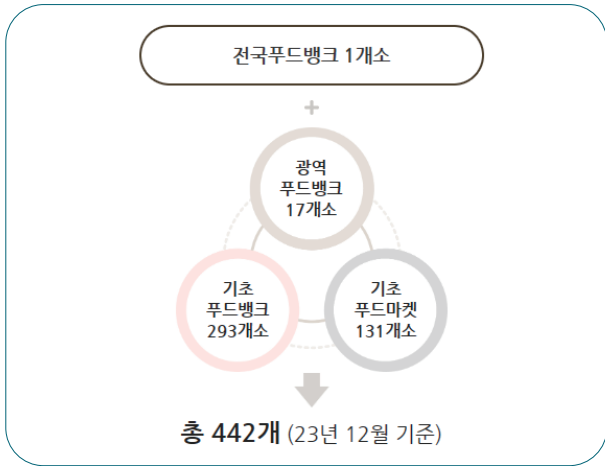 전국푸드뱅크 1개소
+
광역
푸드뱅크
17개소
기초
푸드뱅크
293개소
기초
푸드마켓
131개소
총 442개 (23년 12월 기준)